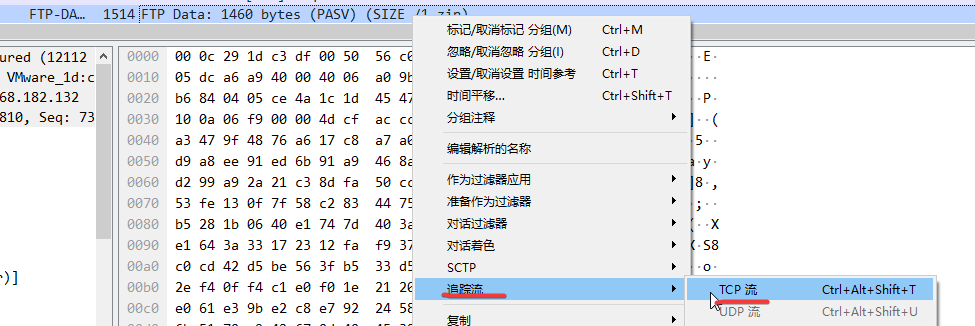 FTP-DA… 1514 FTP Data: 1460 bytes (PASV) (SIZE /1.zip)
ured (12112
VMware_1d:c
68.182.132
810, Seq: 73
)]
0000 00 0c 29 1d c3 df 00 50 56 c0
05 dc a6 a9 40 00 40 06 a0 9b
b6 84 04 05 ce 4a 1c 1d 45 47
10 0a 06 f9 00 00 4d cf ac cc
0040 a3 47 9f 48 76 a6 17 c8 a7 a0
0050 d9 a8 ee 91 ed 6b 91 a9 46 8a
0060 d2 99 a9 2a 21 c3 8d fa 50 cc
53 fe 13 0f 7f 58 c2 83 44 75
0080 b5 28 1b 06 40 e1 74 7d 40 3a
0090 e1 64 3a 33 17 23 12 fa f9 37
00a0 c0 cd 42 d5 be 56 3f b5 33 d5
2e f4 0f f4 c1 e0 f0 1e 21 20
e0 61 e3 9b e2 c8 e7 92 24 58
标记/取消标记 分组(M) Ctrl+M
忽略/取消忽略 分组(I) Ctrl+D
设置/取消设置 时间参考 Ctrl+T
时间平移... Ctrl+Shift+T
分组注释
编辑解析的名称
作为过滤器应用
准备作为过滤器
对话过滤器
对话着色
SCTP
追踪流
复制
TCP 流 Ctrl+Alt+Shift+T
UDP 流 Ctrl+Alt+Shift+U